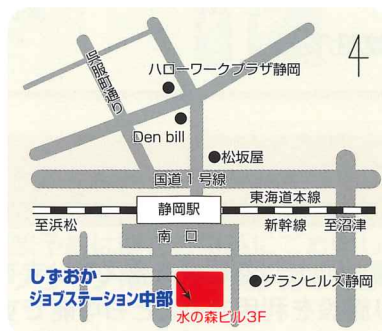 呉服町通り
ハローワークプラザ静岡
Den bill
松坂屋
国道1号線
静岡駅
東海道本線
至浜松
新幹線
至沼津
南口
しずおか
ジョブステーション中部
グランヒルズ静岡
水の森ビル3F